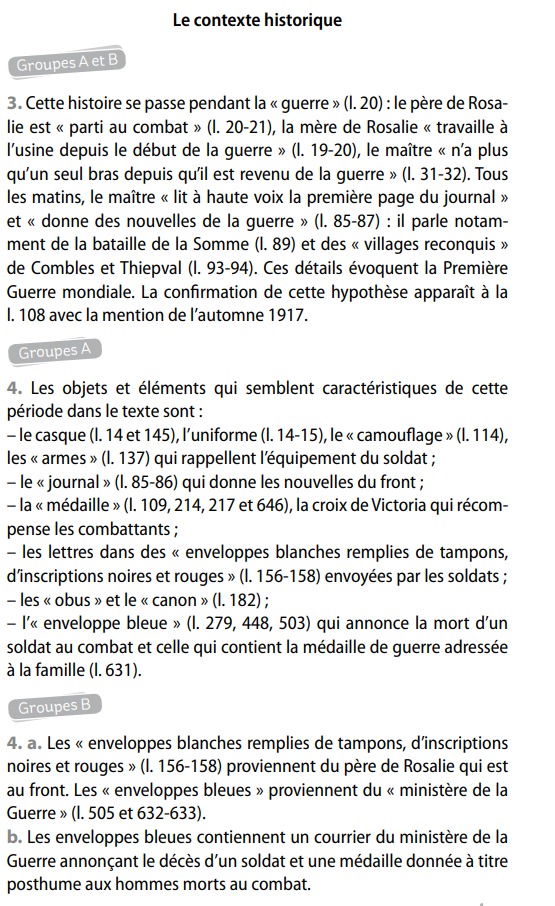 Le contexte historique
Groupes A et B
3. Cette histoire se passe pendant la « guerre » (l. 20) : le père de Rosa-
lie est « parti au combat » (l. 20-21), la mère de Rosalie « travaille à
l'usine depuis le début de la guerre » (l. 19-20), le maître « n'a plus
qu'un seul bras depuis qu'il est revenu de la guerre » (l. 31-32). Tous
les matins, le maître « lit à haute voix la première page du journal »
et « donne des nouvelles de la guerre » (l. 85-87) : il parle notam-
ment de la bataille de la Somme (l. 89) et des « villages reconquis »
de Combles et Thiepval (l. 93-94). Ces détails évoquent la Première
Guerre mondiale. La confirmation de cette hypothèse apparaît à la
l. 108 avec la mention de l'automne 1917.
Groupes A
4. Les objets et éléments qui semblent caractéristiques de cette
période dans le texte sont :
– le casque (l. 14 et 145), l'uniforme (l. 14-15), le « camouflage » (l. 114),
les « armes » (l. 137) qui rappellent l'équipement du soldat ;
– le « journal » (l. 85-86) qui donne les nouvelles du front ;
– la « médaille » (l. 109, 214, 217 et 646), la croix de Victoria qui récom-
pense les combattants ;
– les lettres dans des « enveloppes blanches remplies de tampons,
d'inscriptions noires et rouges » (l. 156-158) envoyées par les soldats ;
– les « obus » et le « canon » (l. 182) ;
– l'« enveloppe bleue » (l. 279, 448, 503) qui annonce la mort d'un
soldat au combat et celle qui contient la médaille de guerre adressée
à la famille (l. 631).
Groupes B
4. a. Les « enveloppes blanches remplies de tampons, d'inscriptions
noires et rouges » (l. 156-158) proviennent du père de Rosalie qui est
au front. Les « enveloppes bleues » proviennent du « ministère de la
Guerre » (l. 505 et 632-633).
b. Les enveloppes bleues contiennent un courrier du ministère de la
Guerre annonçant le décès d'un soldat et une médaille donnée à titre
posthume aux hommes morts au combat.